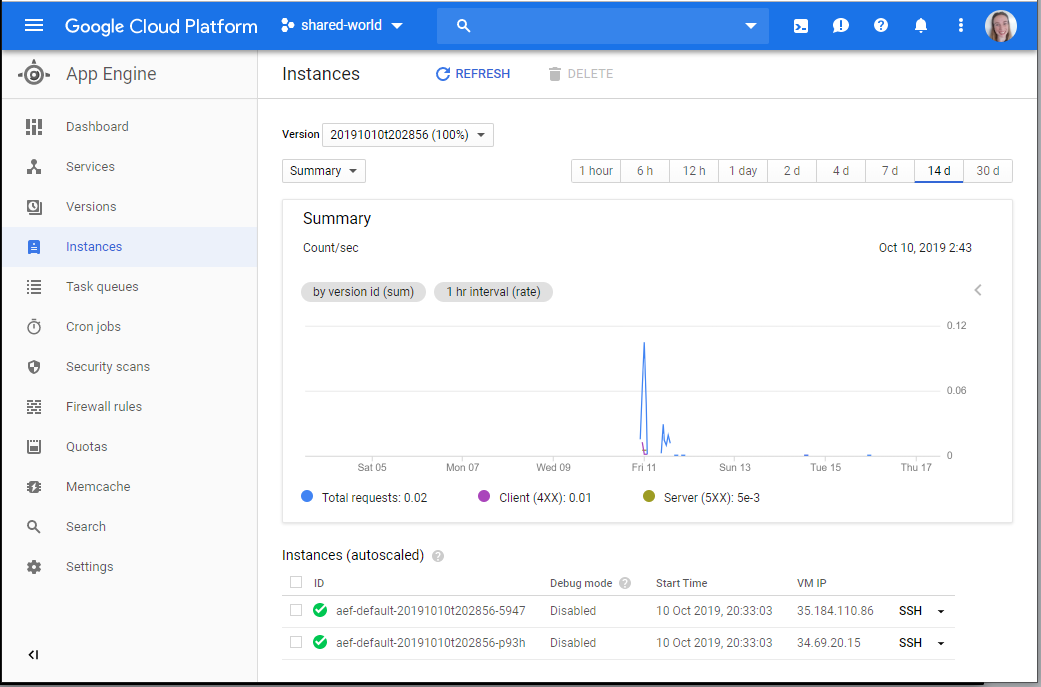 Google Cloud Platform shared-world
App Engine
Instances REFRESH DELETE
Dashboard
Services
Versions
Instances
Task queues
Cron jobs
Security scans
Firewall rules
Quotas
Memcache
Search
Settings
Version 20191010t202856 (100%)
Summary 1 hour 6 h 12 h 1 day 2 d 4 d 7 d 14 d 30 d
Summary
Count/sec Oct 10, 2019 2:43
by version id (sum) 1 hr interval (rate)
0.12
0.06
0
Sat 05 Mon 07 Wed 09 Fri 11 Sun 13 Tue 15 Thu 17
Total requests: 0.02 Client (4XX): 0.01 Server (5XX): 5e-3
Instances (autoscaled)
ID Debug mode Start Time VM IP
aef-default-20191010t202856-5947 Disabled 10 Oct 2019, 20:33:03 35.184.110.86 SSH
aef-default-20191010t202856-p93h Disabled 10 Oct 2019, 20:33:03 34.69.20.15 SSH